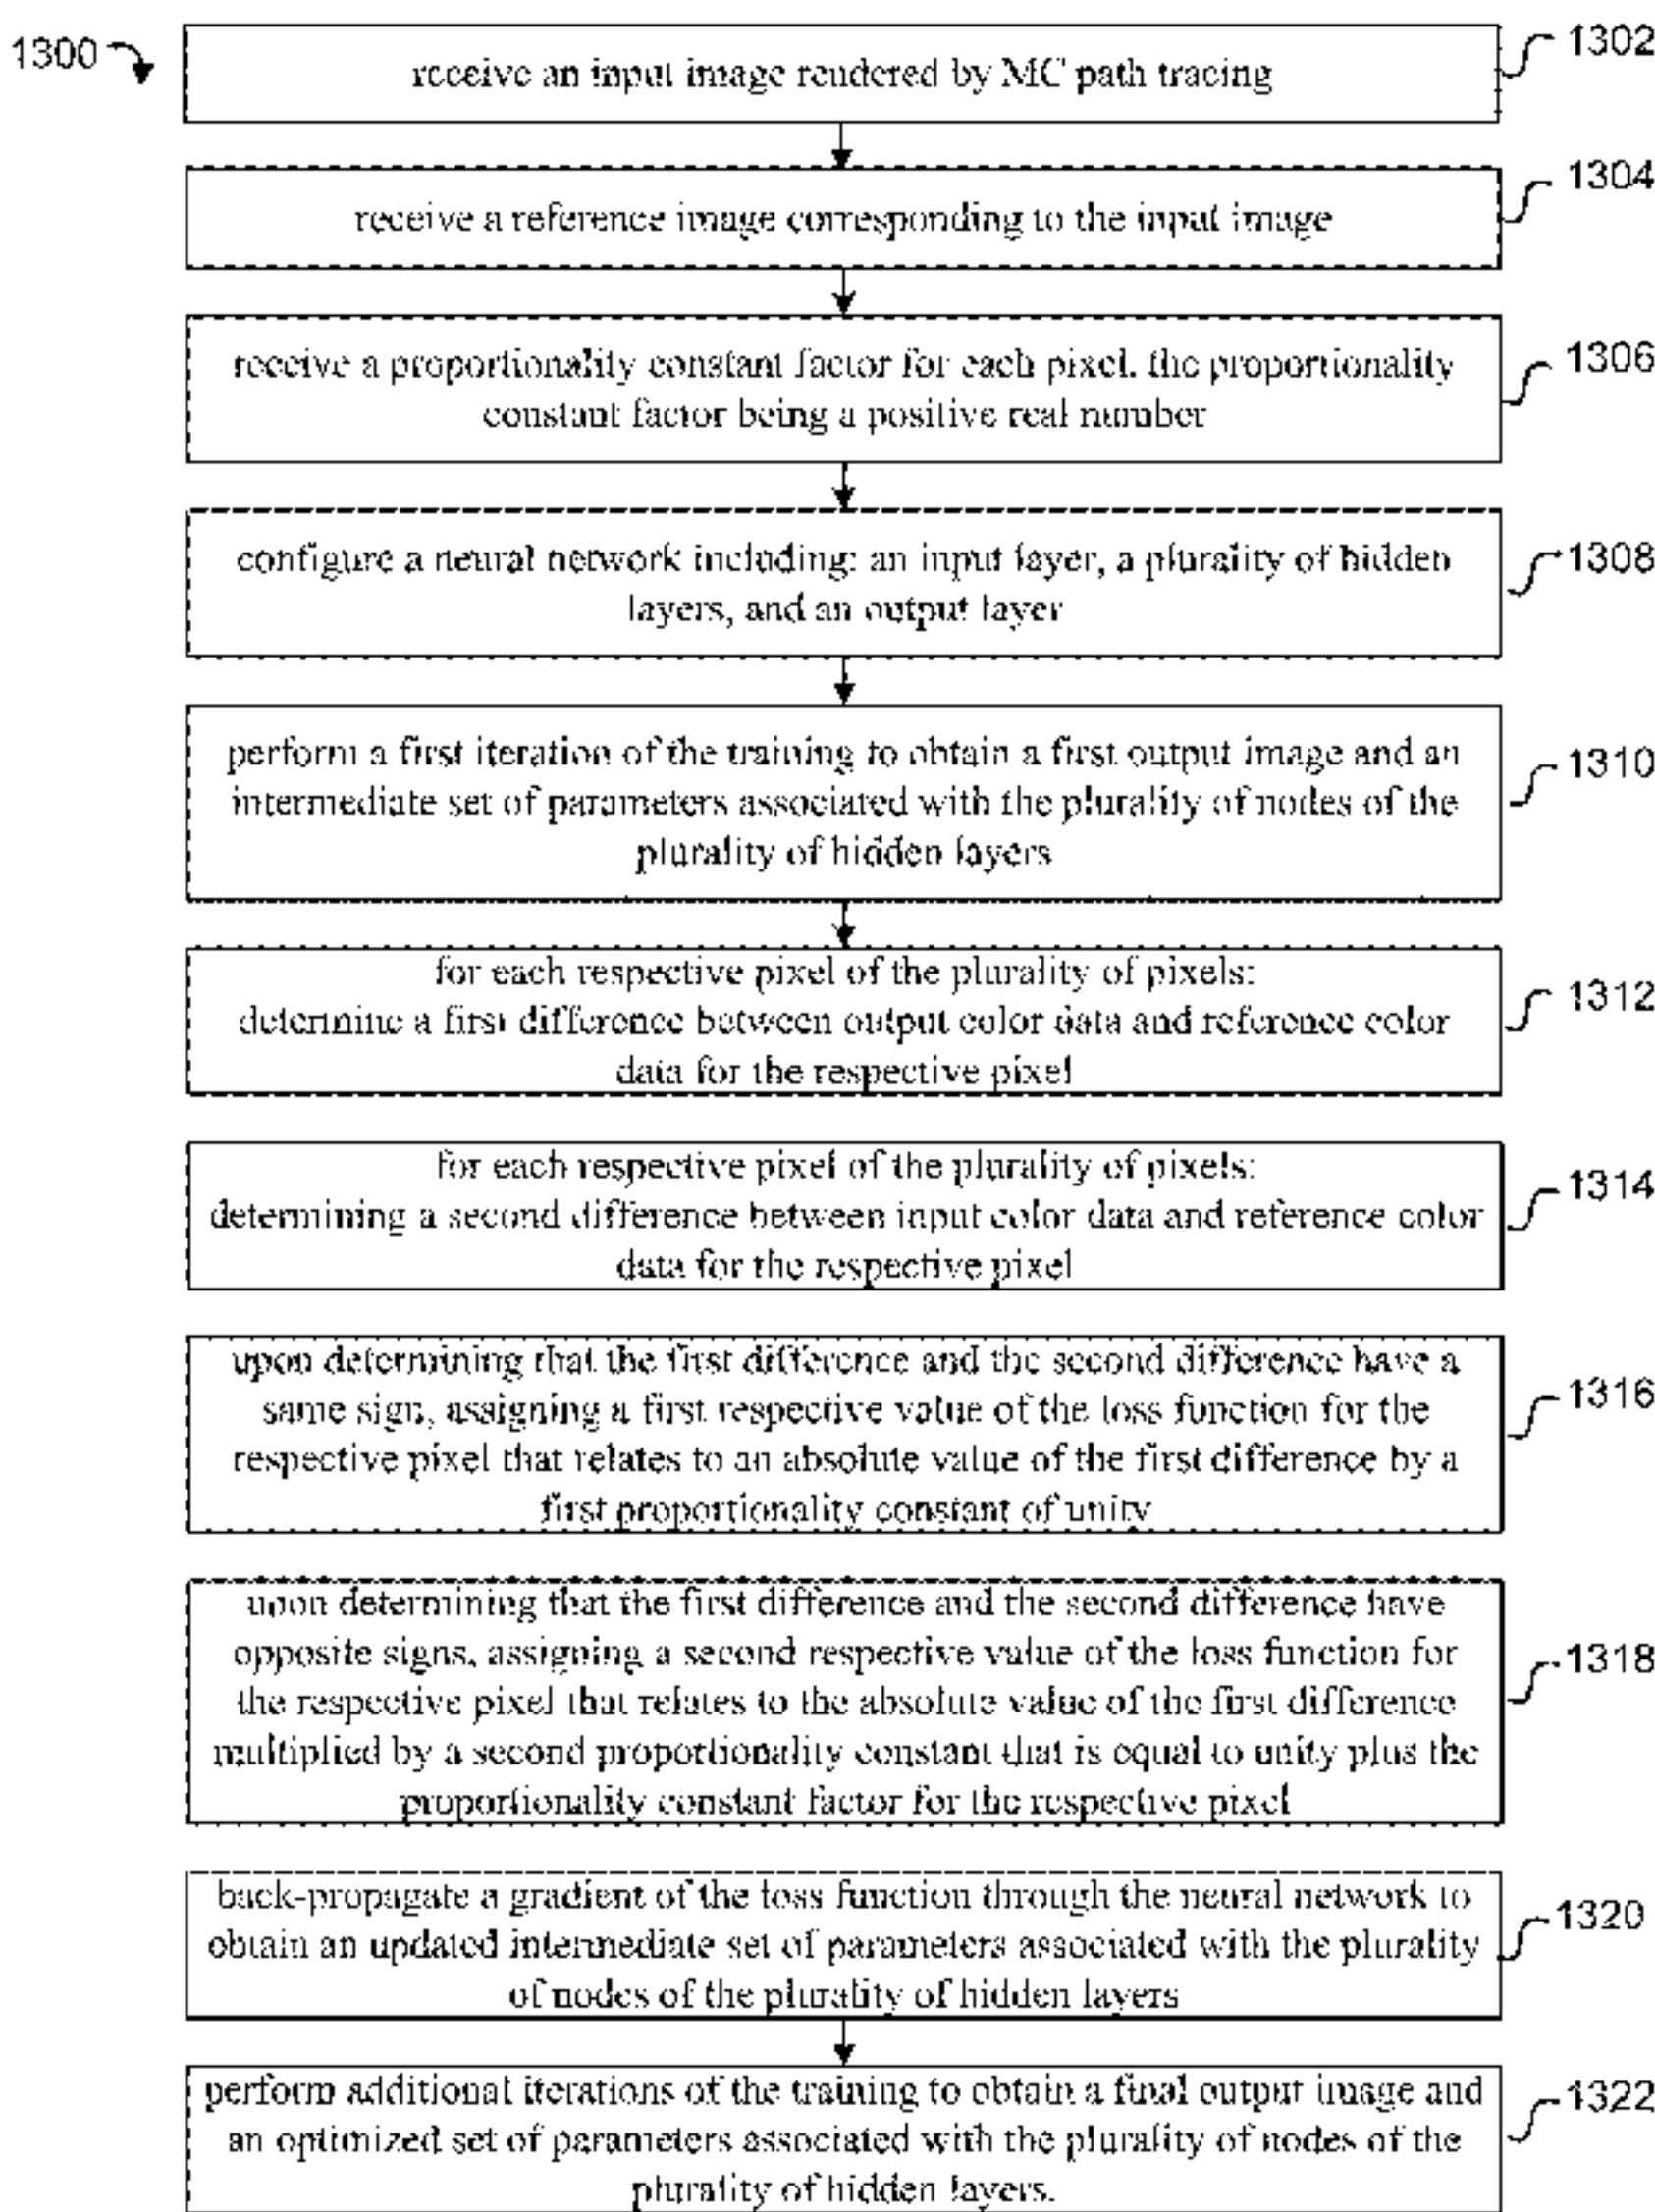 1300
receive an input image rendered by MC path tracing
1302
receive a reference image corresponding to the input image
1304
receive a proportionality constant factor for each pixel, the proportionality
constant factor being a positive real number
1306
configure a neural network including: an input layer, a plurality of hidden
layers, and an output layer
1308
perform a first iteration of the training to obtain a first output image and an
intermediate set of parameters associated with the plurality of nodes of the
plurality of hidden layers
1310
for each respective pixel of the plurality of pixels:
determine a first difference between output color data and reference color
data for the respective pixel
1312
for each respective pixel of the plurality of pixels:
determining a second difference between input color data and reference color
data for the respective pixel
1314
upon determining that the first difference and the second difference have a
same sign, assigning a first respective value of the loss function for the
respective pixel that relates to an absolute value of the first difference by a
first proportionality constant of unity
1316
upon determining that the first difference and the second difference have
opposite signs, assigning a second respective value of the loss function for
the respective pixel that relates to the absolute value of the first difference
multiplied by a second proportionality constant that is equal to unity plus the
proportionality constant factor for the respective pixel
1318
back-propagate a gradient of the loss function through the neural network to
obtain an updated intermediate set of parameters associated with the plurality
of nodes of the plurality of hidden layers
1320
perform additional iterations of the training to obtain a final output image and
an optimized set of parameters associated with the plurality of nodes of the
plurality of hidden layers.
1322